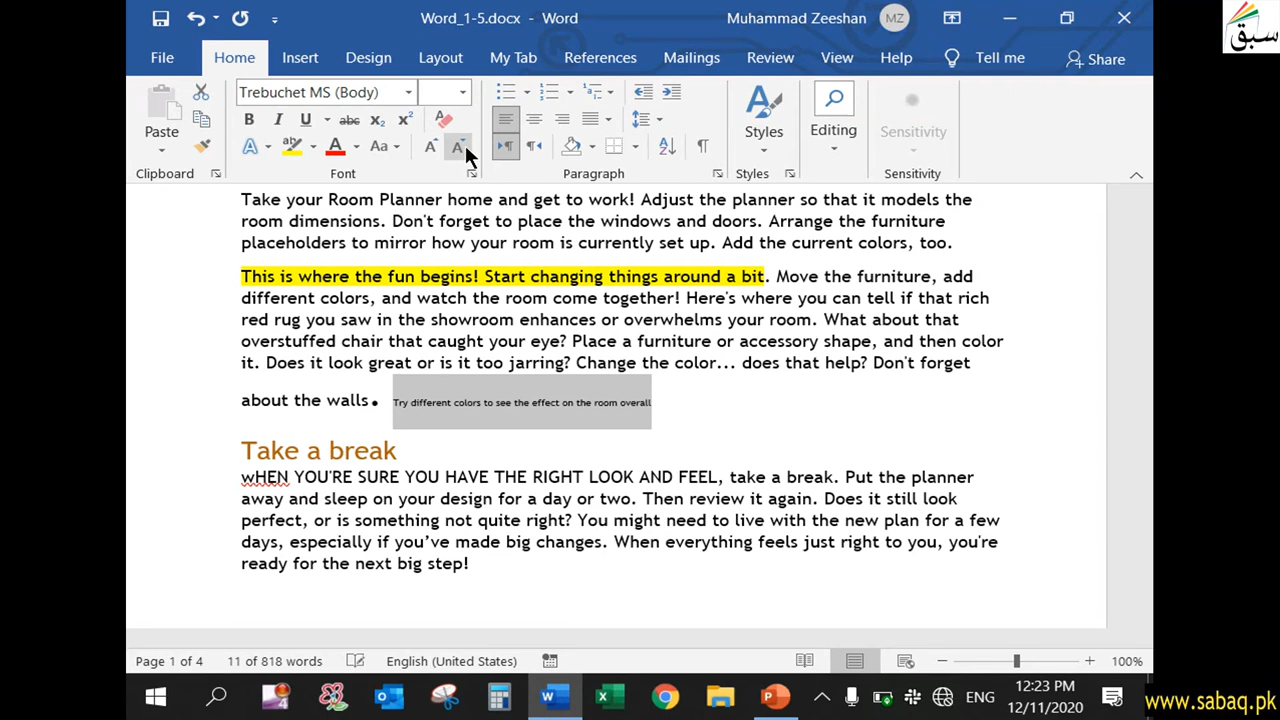 Word_1-5.docx - Word
Muhammad Zeeshan
MZ
سبق
File
Home
Insert
Design
Layout
My Tab
References
Mailings
Review
View
Help
Tell me
Share
Paste
Trebuchet MS (Body)
B I U abc x₂ x²
A Aa A A
Styles
Editing
Sensitivity
Clipboard
Font
Paragraph
Styles
Sensitivity
Take your Room Planner home and get to work! Adjust the planner so that it models the
room dimensions. Don't forget to place the windows and doors. Arrange the furniture
placeholders to mirror how your room is currently set up. Add the current colors, too.
This is where the fun begins! Start changing things around a bit. Move the furniture, add
different colors, and watch the room come together! Here's where you can tell if that rich
red rug you saw in the showroom enhances or overwhelms your room. What about that
overstuffed chair that caught your eye? Place a furniture or accessory shape, and then color
it. Does it look great or is it too jarring? Change the color... does that help? Don't forget
about the walls. Try different colors to see the effect on the room overall
Take a break
wHEN YOU'RE SURE YOU HAVE THE RIGHT LOOK AND FEEL, take a break. Put the planner
away and sleep on your design for a day or two. Then review it again. Does it still look
perfect, or is something not quite right? You might need to live with the new plan for a few
days, especially if you’ve made big changes. When everything feels just right to you, you're
ready for the next big step!
Page 1 of 4
11 of 818 words
English (United States)
100%
ENG
12:23 PM
12/11/2020
www.sabaq.pk